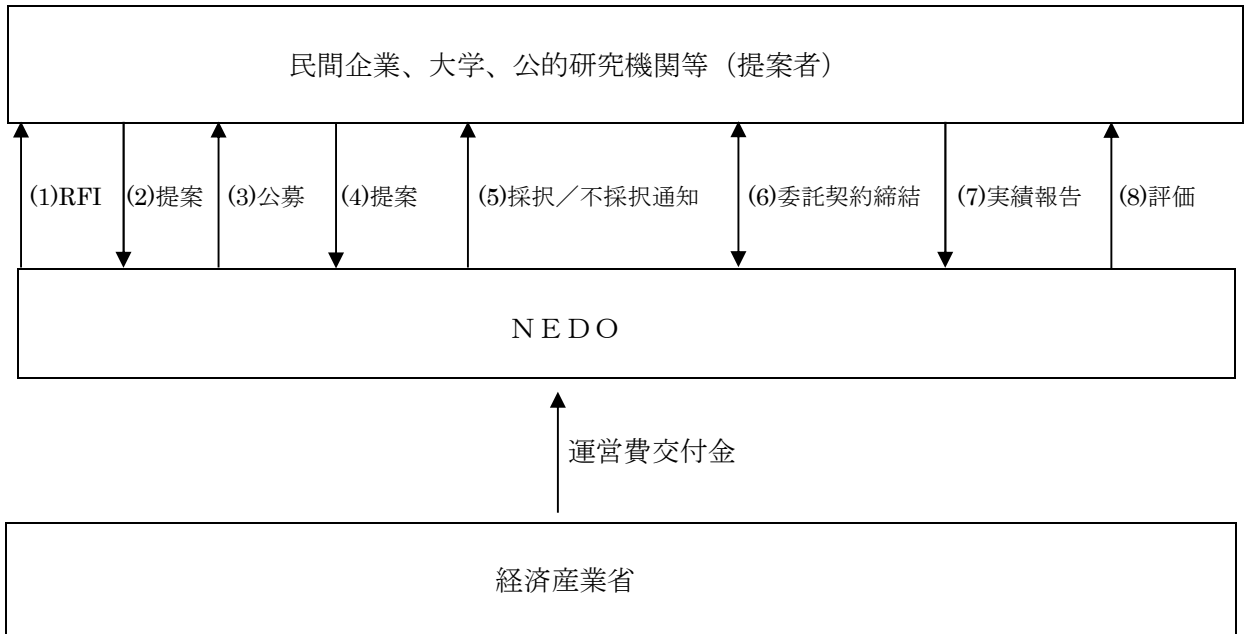 民間企業、大学、公的研究機関等（提案者）
(1)RFI
(2)提案
(3)公募
(4)提案
(5)採択／不採択通知
(6)委託契約締結
(7)実績報告
(8)評価
ＮＥＤＯ
運営費交付金
経済産業省